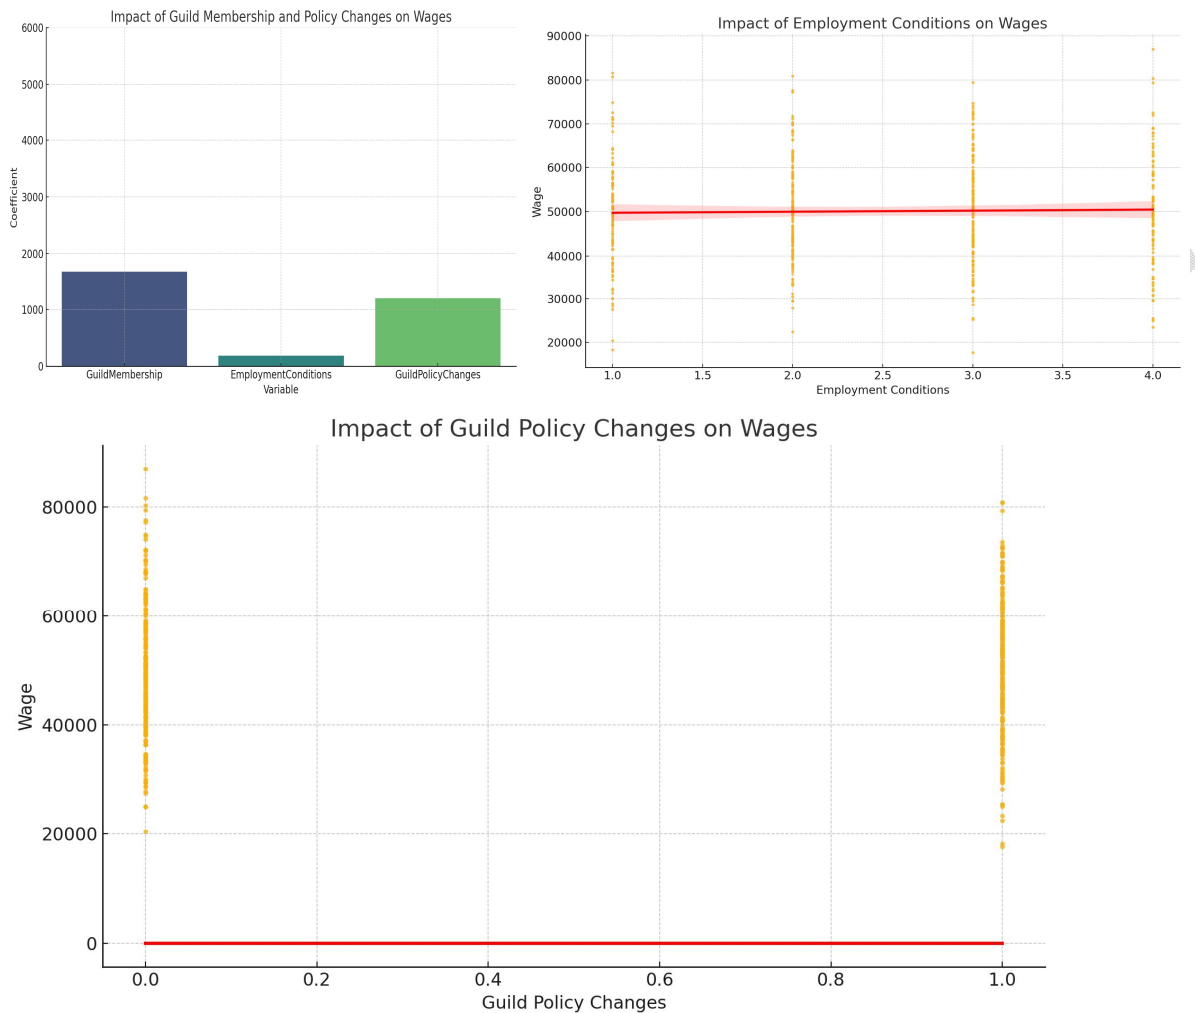 Impact of Guild Membership and Policy Changes on Wages
6000
5000
4000
3000
2000
1000
0
Coefficient
GuildMembership EmploymentConditions GuildPolicyChanges
Variable
Impact of Employment Conditions on Wages
90000
80000
70000
60000
50000
40000
30000
20000
Wage
1.0 1.5 2.0 2.5 3.0 3.5 4.0
Employment Conditions
Impact of Guild Policy Changes on Wages
80000
60000
40000
20000
0
Wage
0.0 0.2 0.4 0.6 0.8 1.0
Guild Policy Changes